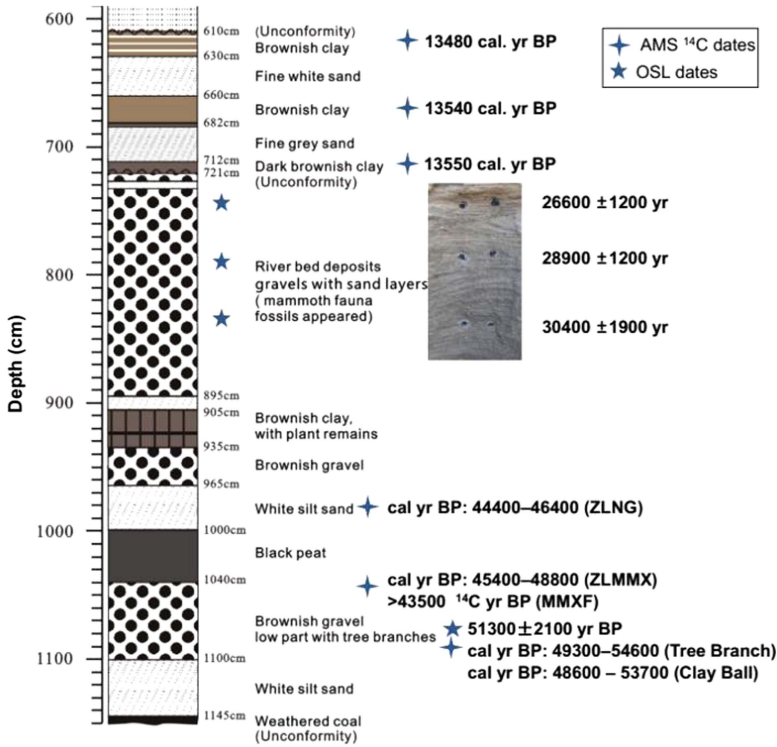 600
610cm
(Unconformity)
Brownish clay
13480 cal. yr BP
AMS ¹⁴C dates
OSL dates
630cm
Fine white sand
660cm
Brownish clay
13540 cal. yr BP
682cm
700
Fine grey sand
712cm
721cm
Dark brownish clay
(Unconformity)
13550 cal. yr BP
26600 ±1200 yr
28900 ±1200 yr
800
River bed deposits
gravels with sand layers
( mammoth fauna
fossils appeared)
30400 ±1900 yr
Depth (cm)
895cm
900
905cm
Brownish clay,
with plant remains
935cm
Brownish gravel
965cm
White silt sand
cal yr BP: 44400–46400 (ZLNG)
1000
1000cm
Black peat
1040cm
cal yr BP: 45400–48800 (ZLMMX)
>43500 ¹⁴C yr BP (MMXF)
Brownish gravel
low part with tree branches
51300±2100 yr BP
cal yr BP: 49300–54600 (Tree Branch)
cal yr BP: 48600 – 53700 (Clay Ball)
1100
1100cm
White silt sand
1145cm
Weathered coal
(Unconformity)